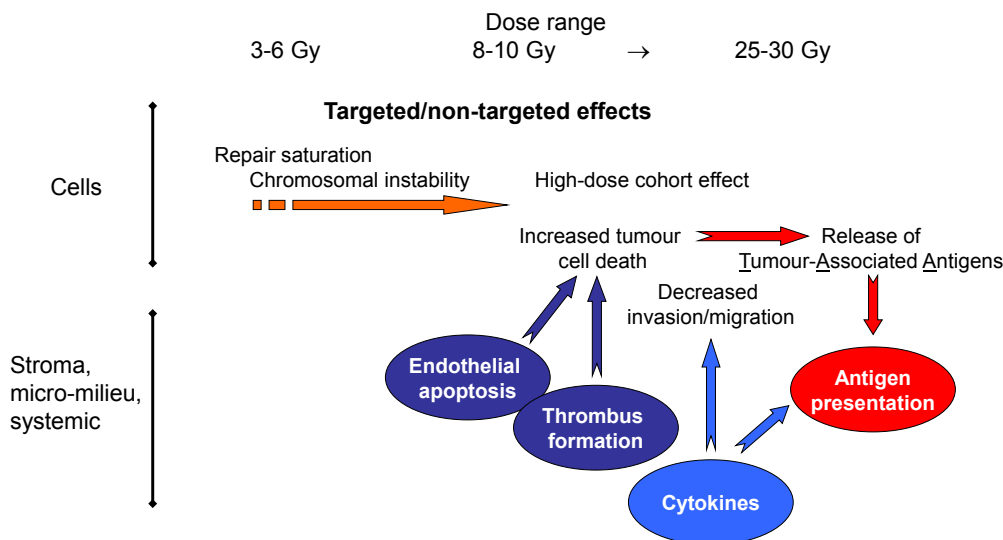 Dose range
3-6 Gy 8-10 Gy → 25-30 Gy
Targeted/non-targeted effects
Cells
Repair saturation
Chromosomal instability
High-dose cohort effect
Increased tumour
cell death
Release of
Tumour-Associated Antigens
Decreased
invasion/migration
Stroma,
micro-milieu,
systemic
Endothelial
apoptosis
Thrombus
formation
Antigen
presentation
Cytokines